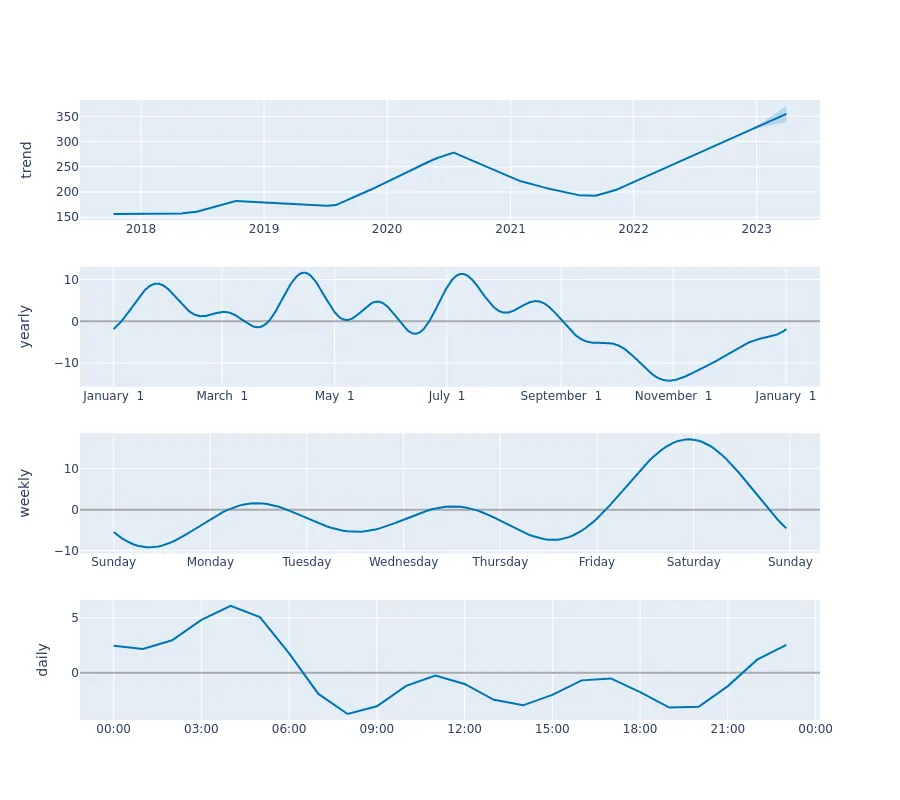 trend
350
300
250
200
150
2018 2019 2020 2021 2022 2023
yearly
10
0
−10
January 1 March 1 May 1 July 1 September 1 November 1 January 1
weekly
10
0
−10
Sunday Monday Tuesday Wednesday Thursday Friday Saturday Sunday
daily
5
0
00:00 03:00 06:00 09:00 12:00 15:00 18:00 21:00 00:00